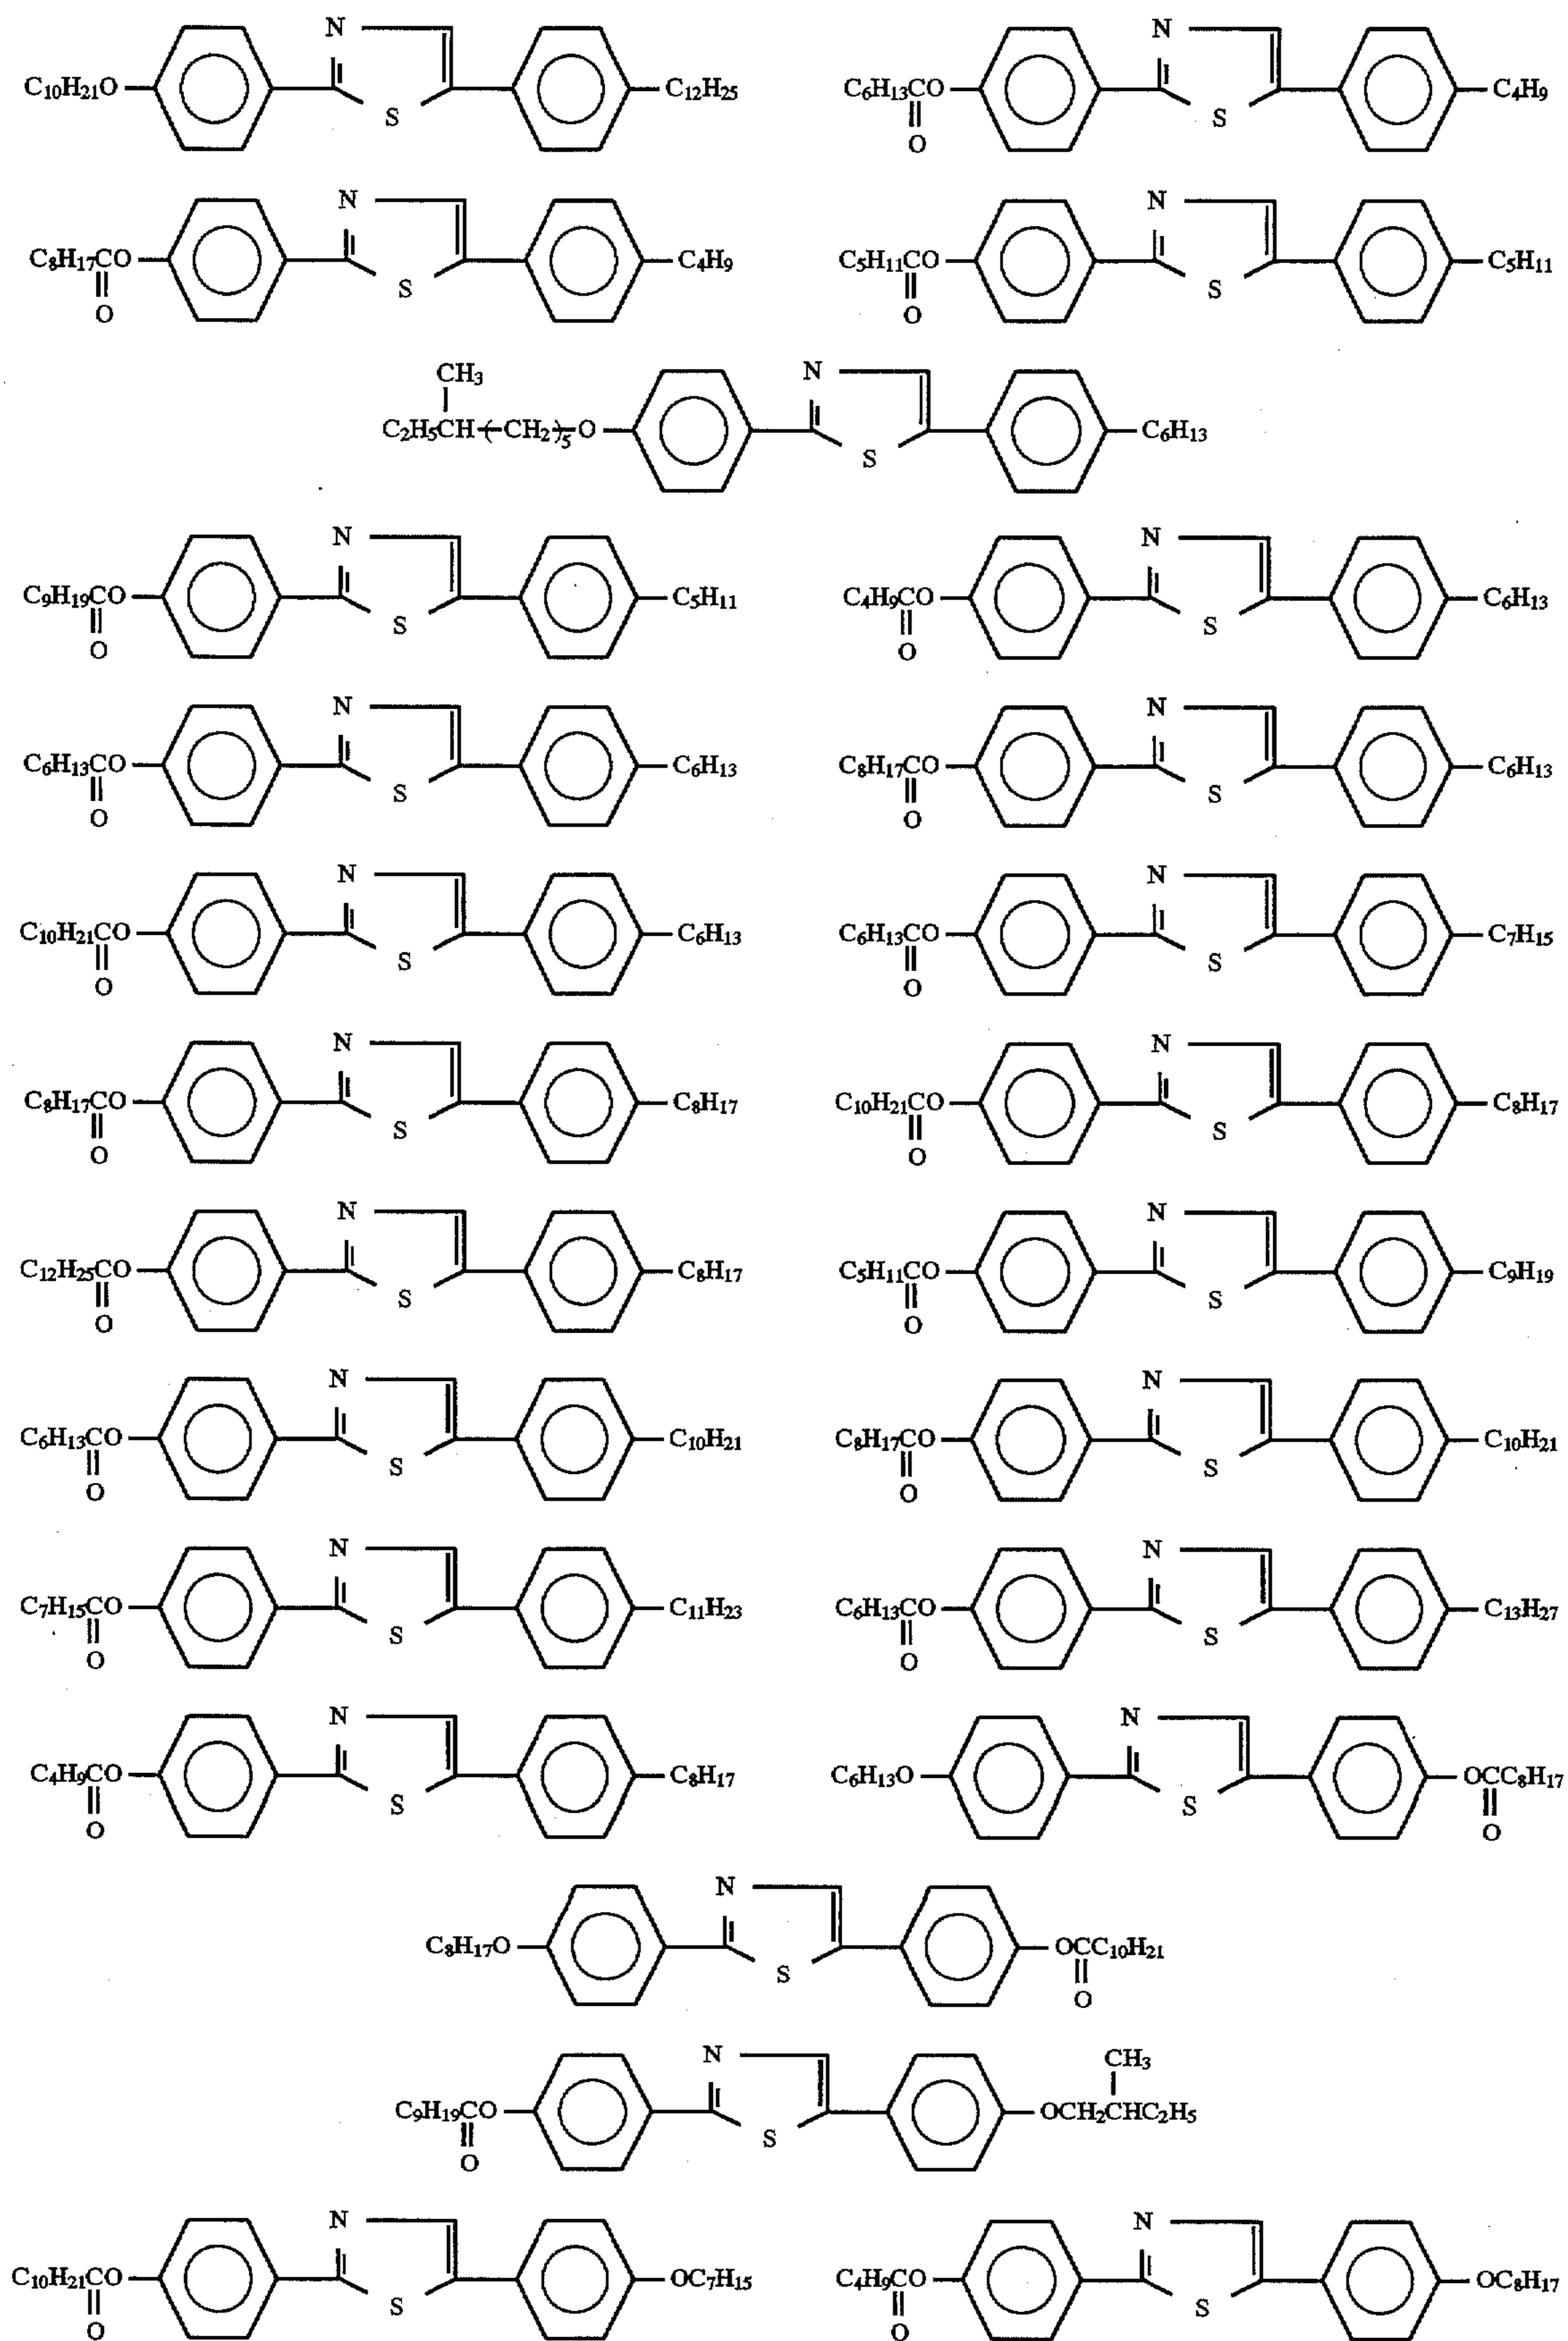 N N
C10H21O S C12H25 C6H13CO S C4H9
O
N N
C8H17CO S C4H9 C5H11CO S C5H11
O O
CH3 N
C2H5CH(CH2)5O S C6H13
N N
C9H19CO S C5H11 C4H9CO S C6H13
O O
N N
C6H13CO S C6H13 C8H17CO S C6H13
O O
N N
C10H21CO S C6H13 C6H13CO S C7H15
O O
N N
C8H17CO S C8H17 C10H21CO S C8H17
O O
N N
C12H25CO S C8H17 C5H11CO S C9H19
O O
N N
C6H13CO S C10H21 C8H17CO S C10H21
O O
N N
C7H15CO S C11H23 C6H13CO S C13H27
O O
N N
C4H9CO S C8H17 C6H13O S OCC8H17
O O
N
C8H17O S OCC10H21
O
N CH3
C9H19CO S OCH2CHC2H5
O
N N
C10H21CO S OC7H15 C4H9CO S OC8H17
O O